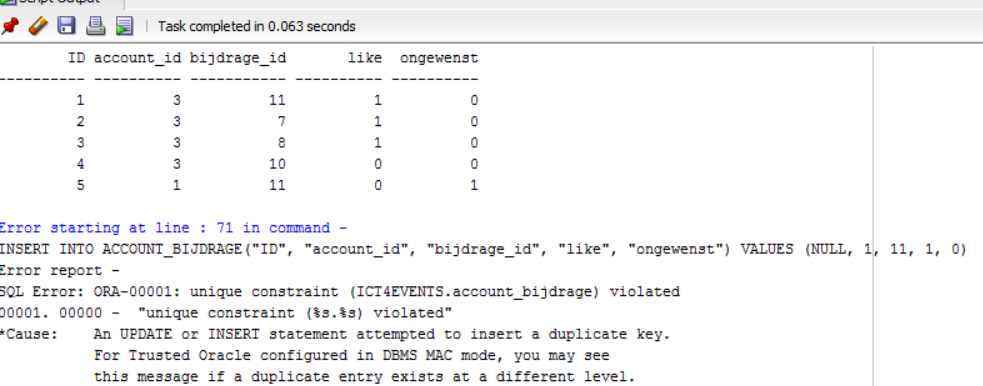 Script Output
Task completed in 0.063 seconds
ID account_id bijdrage_id like ongewenst
---------- ---------- ----------- ---------- ----------
1 3 11 1 0
2 3 7 1 0
3 3 8 1 0
4 3 10 0 0
5 1 11 0 1
Error starting at line : 71 in command -
INSERT INTO ACCOUNT_BIJDRAGE("ID", "account_id", "bijdrage_id", "like", "ongewenst") VALUES (NULL, 1, 11, 1, 0)
Error report -
SQL Error: ORA-00001: unique constraint (ICT4EVENTS.account_bijdrage) violated
00001. 00000 - "unique constraint (%s.%s) violated"
*Cause: An UPDATE or INSERT statement attempted to insert a duplicate key.
For Trusted Oracle configured in DBMS MAC mode, you may see
this message if a duplicate entry exists at a different level.